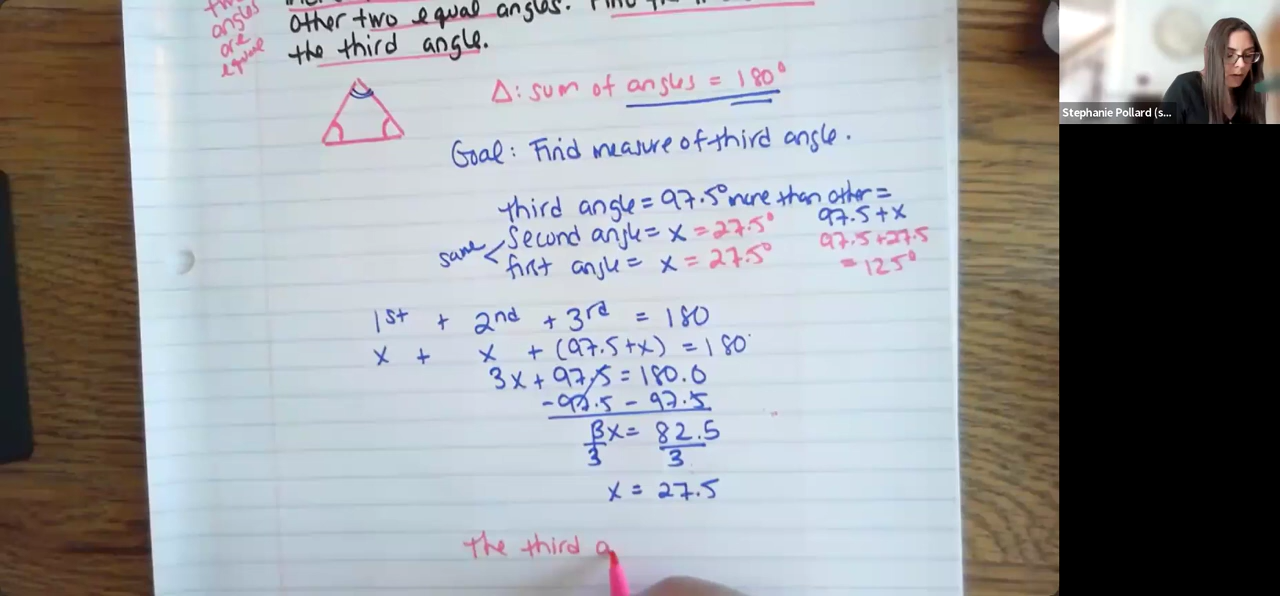 two
angles
are
equal
other two equal angles. Find the
the third angle.
Δ: sum of angles = 180°
Goal: Find measure of third angle.
third angle = 97.5° more than other =
97.5 + x
same < Second angle = x = 27.5°
97.5 + 27.5
first angle = x = 27.5°
= 125°
1st + 2nd + 3rd = 180
x + x + (97.5 + x) = 180
3x + 97.5 = 180.0
-97.5 - 97.5
3x = 82.5
3 3
x = 27.5
The third a
Stephanie Pollard (s...